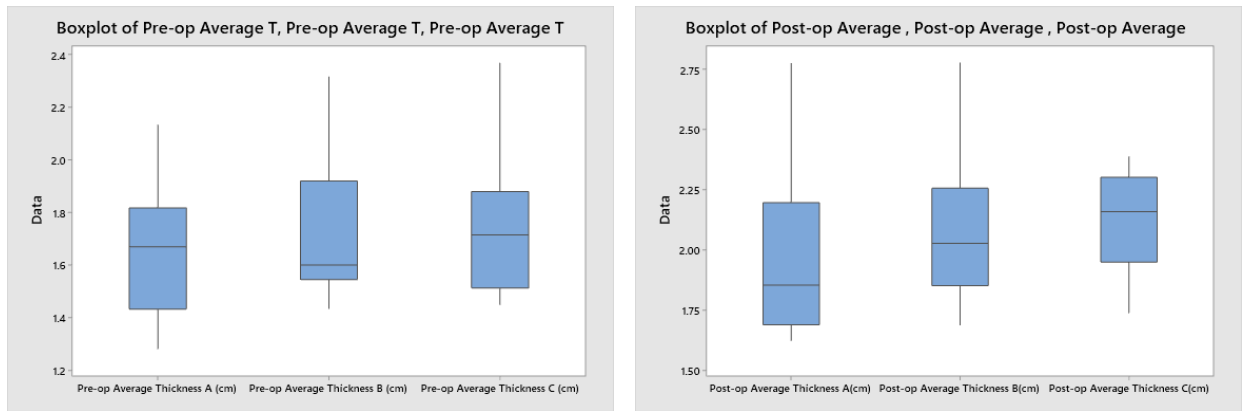 Boxplot of Pre-op Average T, Pre-op Average T, Pre-op Average T
2.4
2.2
2.0
1.8
1.6
1.4
1.2
Data
Pre-op Average Thickness A (cm) Pre-op Average Thickness B (cm) Pre-op Average Thickness C (cm)
Boxplot of Post-op Average , Post-op Average , Post-op Average
2.75
2.50
2.25
2.00
1.75
1.50
Data
Post-op Average Thickness A(cm) Post-op Average Thickness B(cm) Post-op Average Thickness C(cm)